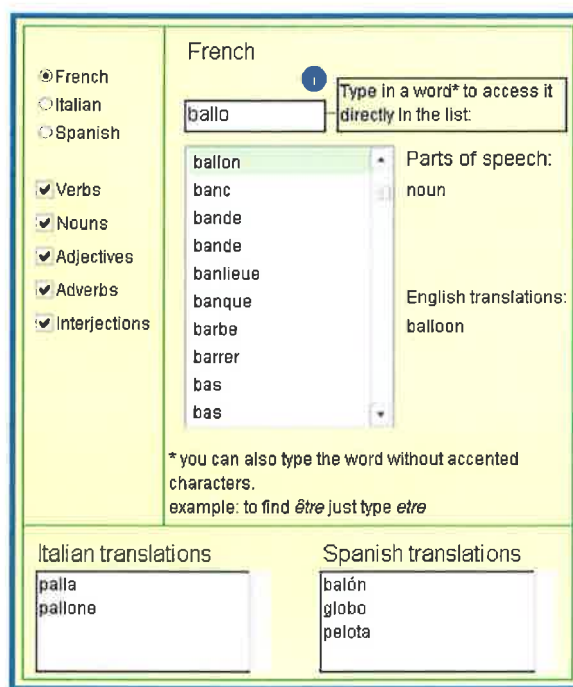 French
Italian
Spanish
Verbs
Nouns
Adjectives
Adverbs
Interjections
French
i
ballo
Type in a word* to access it
directly in the list:
ballon
banc
bande
bande
banlieue
banque
barbe
barrer
bas
bas
Parts of speech:
noun
English translations:
balloon
* you can also type the word without accented
characters.
example: to find être just type etre
Italian translations
palla
pallone
Spanish translations
balón
globo
pelota